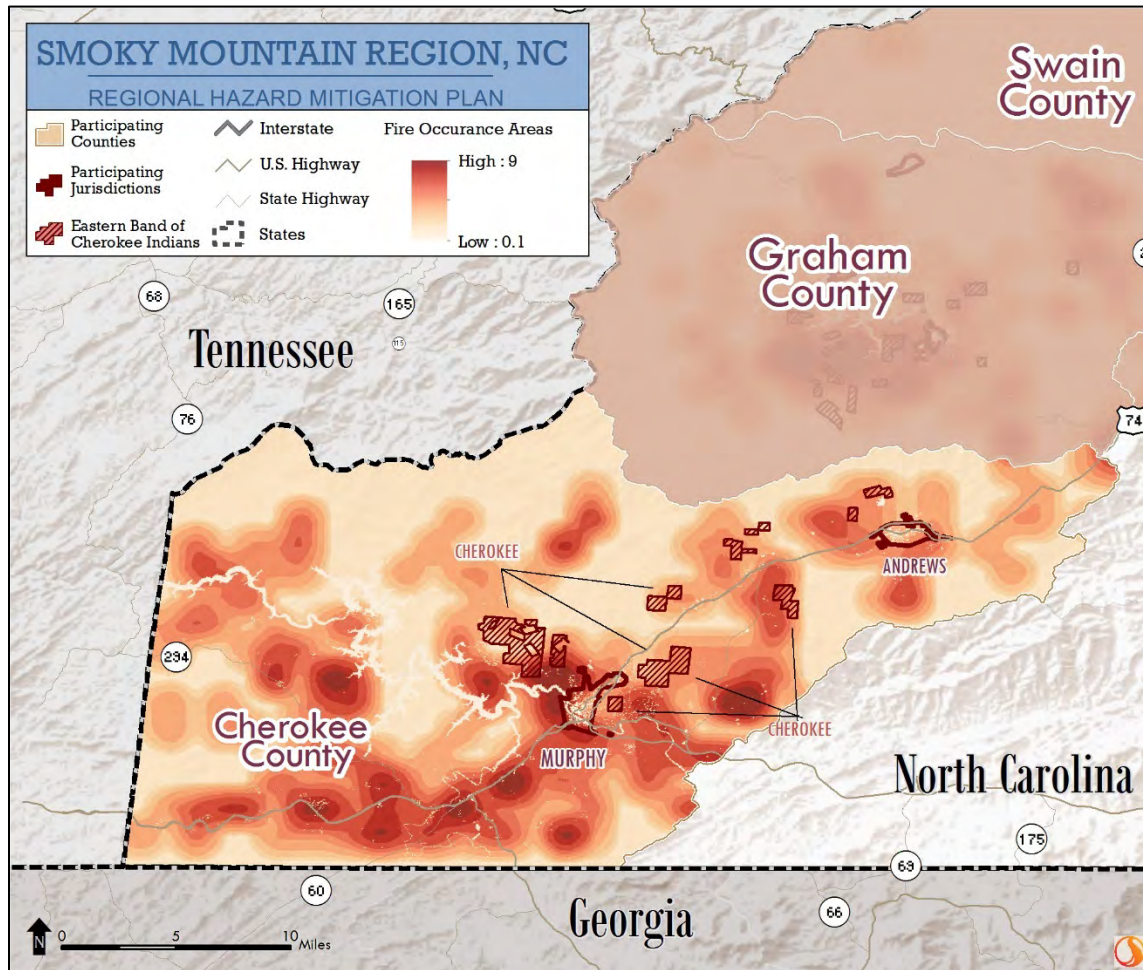 SMOKY MOUNTAIN REGION, NC
REGIONAL HAZARD MITIGATION PLAN
Participating
Counties
Participating
Jurisdictions
Eastern Band of
Cherokee Indians
Interstate
U.S. Highway
State Highway
States
Fire Occurance Areas
High : 9
Low : 0.1
Swain
County
Graham
County
68
165
115
Tennessee
76
74
CHEROKEE
ANDREWS
294
Cherokee
County
MURPHY
CHEROKEE
North Carolina
175
69
60
66
Georgia
N
0 5 10
Miles